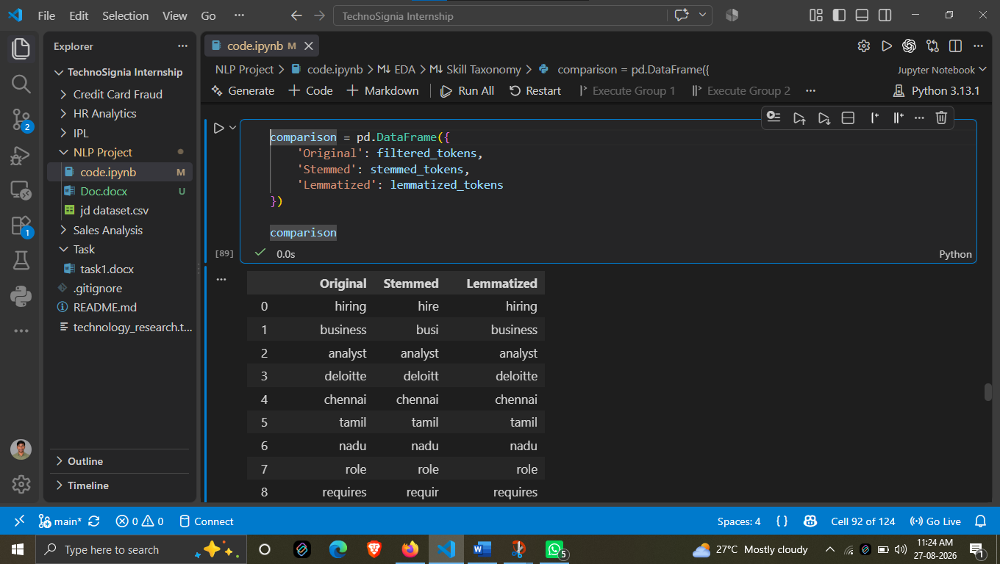 File Edit Selection View Go ··· TechnoSignia Internship
Explorer ···
TechnoSignia Internship
Credit Card Fraud
HR Analytics
IPL
NLP Project
code.ipynb M
Doc.docx U
jd dataset.csv
Sales Analysis
Task
task1.docx
.gitignore
README.md
technology_research.t...
Outline
Timeline
2
1
code.ipynb M
NLP Project > code.ipynb > M↓ EDA > M↓ Skill Taxonomy > comparison = pd.DataFrame({
Jupyter Notebook
Generate + Code + Markdown | Run All Restart Execute Group 1 Execute Group 2 ···
Python 3.13.1
comparison = pd.DataFrame({
'Original': filtered_tokens,
'Stemmed': stemmed_tokens,
'Lemmatized': lemmatized_tokens
})
comparison
[89] 0.0s Python
Original Stemmed Lemmatized
0 hiring hire hiring
1 business busi business
2 analyst analyst analyst
3 deloitte deloitt deloitte
4 chennai chennai chennai
5 tamil tamil tamil
6 nadu nadu nadu
7 role role role
8 requires requir requires
main* 0 0 Connect Spaces: 4 { } Cell 92 of 124 Go Live
Type here to search
5
27°C Mostly cloudy
11:24 AM
27-08-2026
1